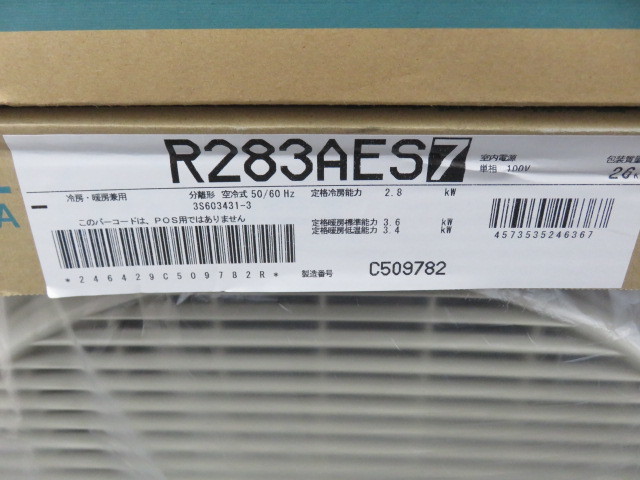 R283AES7
室内電源
単相 100V
包装質量
26K
冷房・暖房兼用 分離形 空冷式 50/60 Hz
3S603431-3
定格冷房能力 2.8 kW
定格暖房標準能力 3.6 kW
定格暖房低温能力 3.4 kW
このバーコードは、POS用ではありません
*246429C509782R*
製造番号 C509782
4573535246367
A